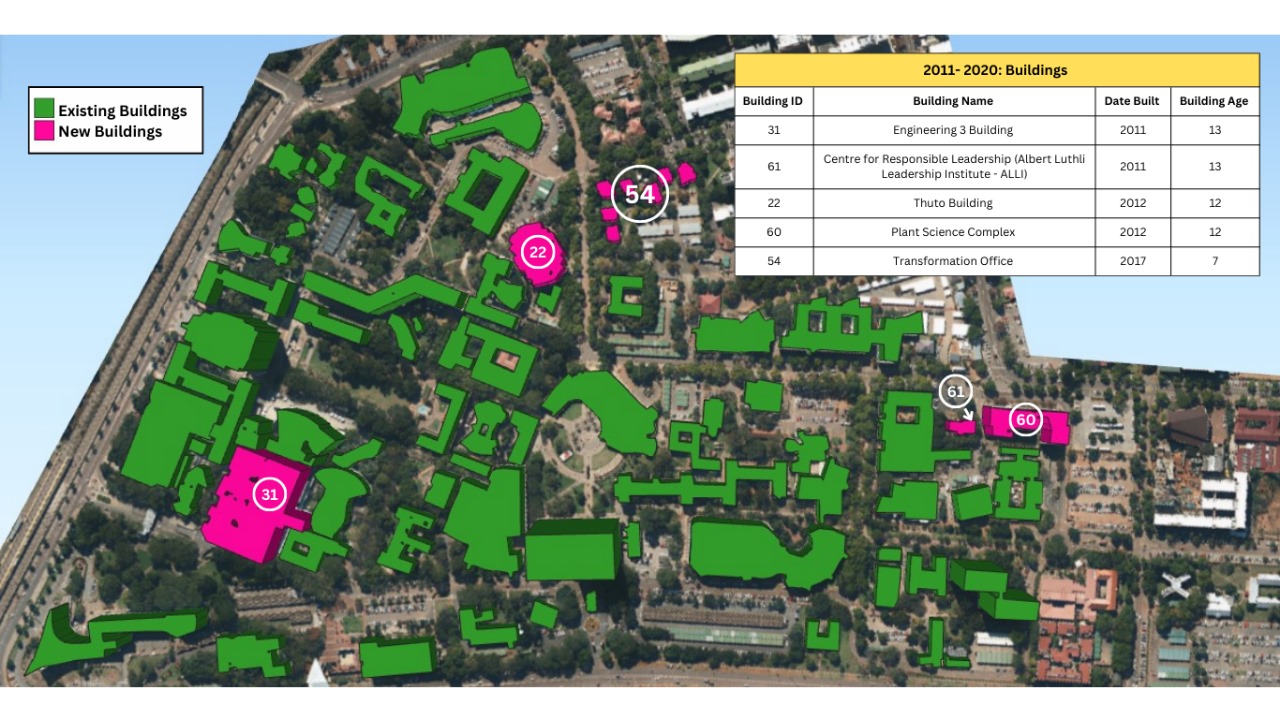 Existing Buildings
New Buildings
2011- 2020: Buildings
Building ID Building Name Date Built Building Age
31 Engineering 3 Building 2011 13
61 Centre for Responsible Leadership (Albert Luthli
Leadership Institute - ALLI) 2011 13
22 Thuto Building 2012 12
60 Plant Science Complex 2012 12
54 Transformation Office 2017 7
54
22
61
60
31